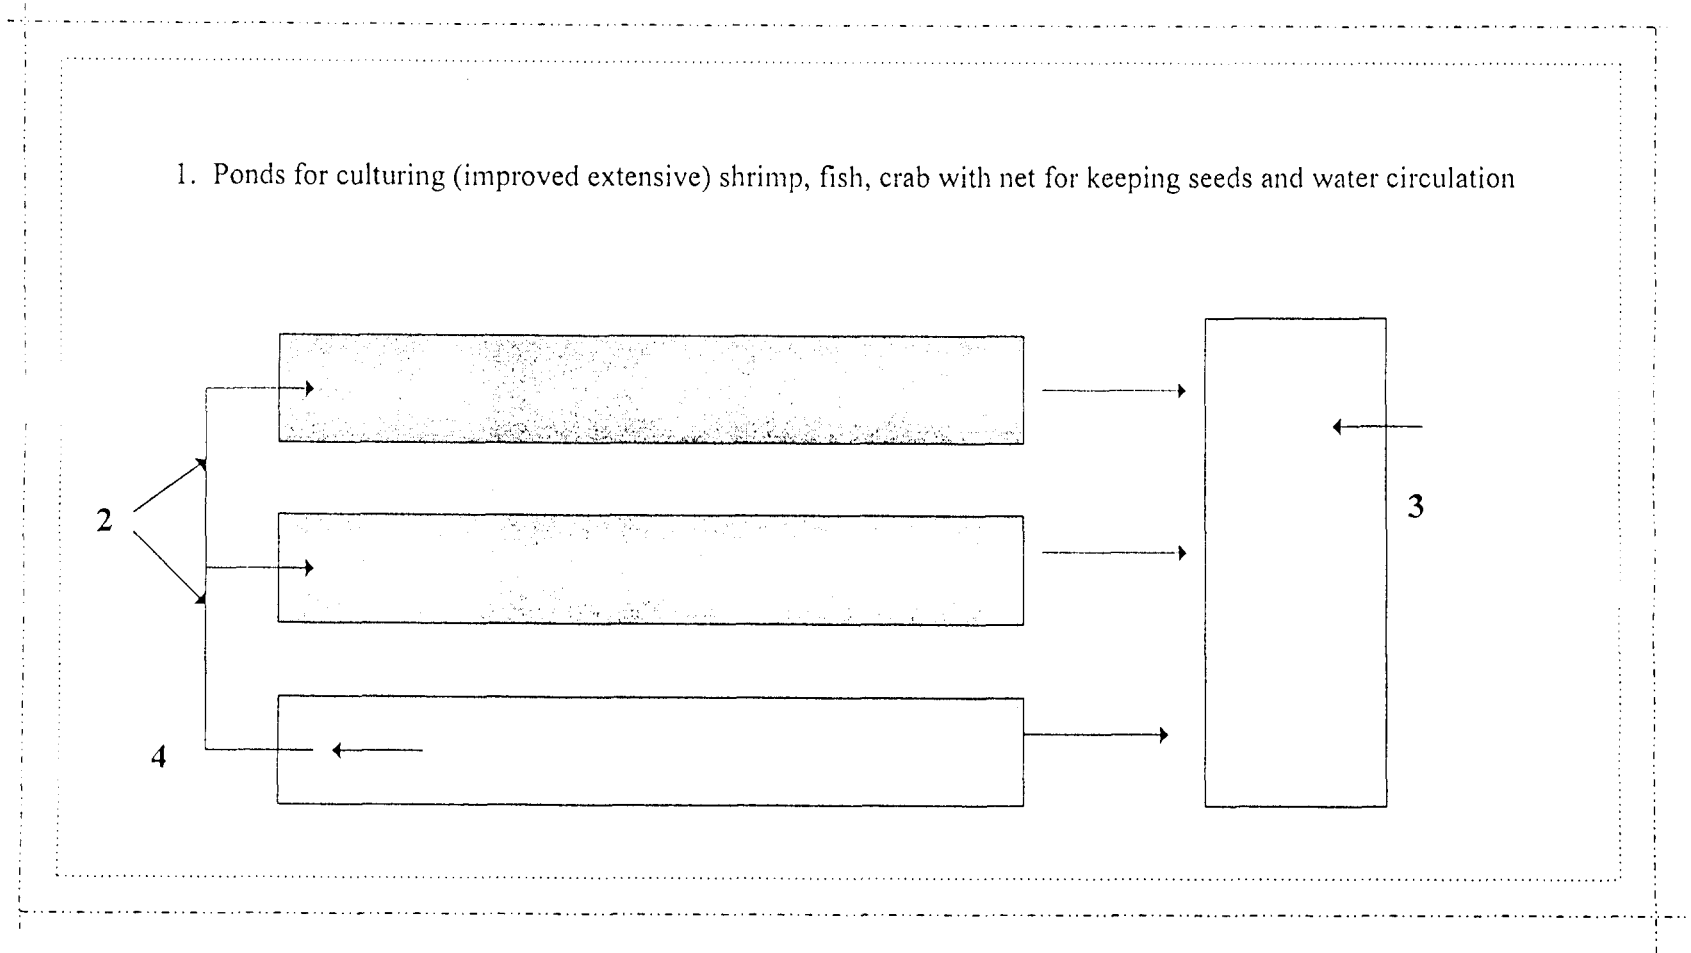 1. Ponds for culturing (improved extensive) shrimp, fish, crab with net for keeping seeds and water circulation
2
3
4